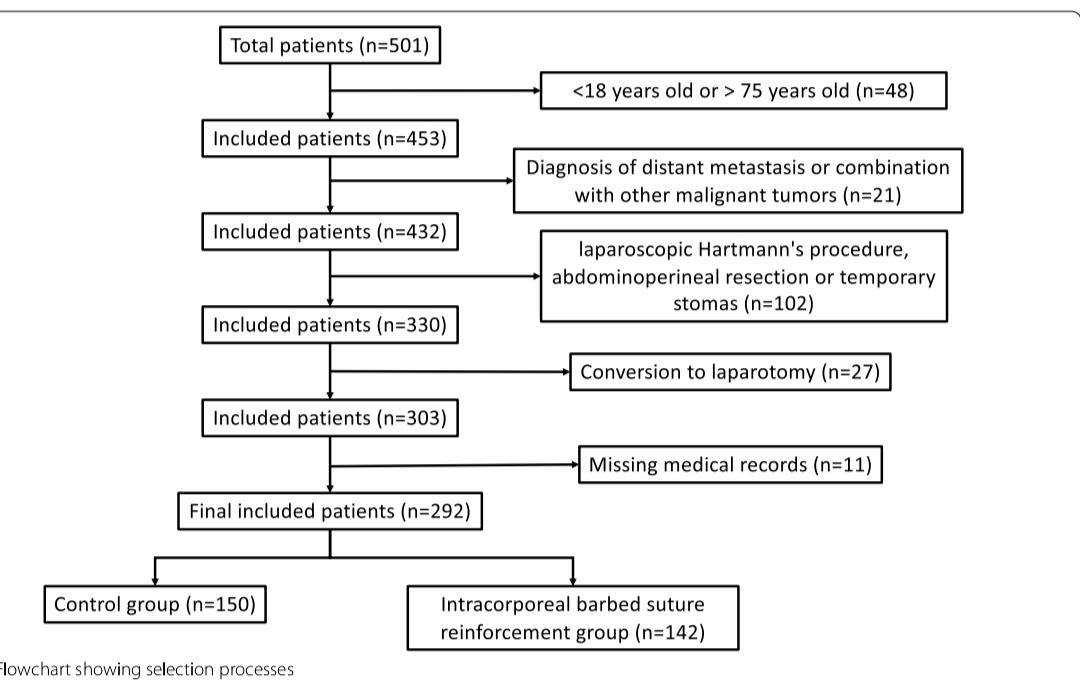 Total patients (n=501)
<18 years old or > 75 years old (n=48)
Included patients (n=453)
Diagnosis of distant metastasis or combination
with other malignant tumors (n=21)
Included patients (n=432)
laparoscopic Hartmann's procedure,
abdominoperineal resection or temporary
stomas (n=102)
Included patients (n=330)
Conversion to laparotomy (n=27)
Included patients (n=303)
Missing medical records (n=11)
Final included patients (n=292)
Control group (n=150)
Intracorporeal barbed suture
reinforcement group (n=142)
Flowchart showing selection processes